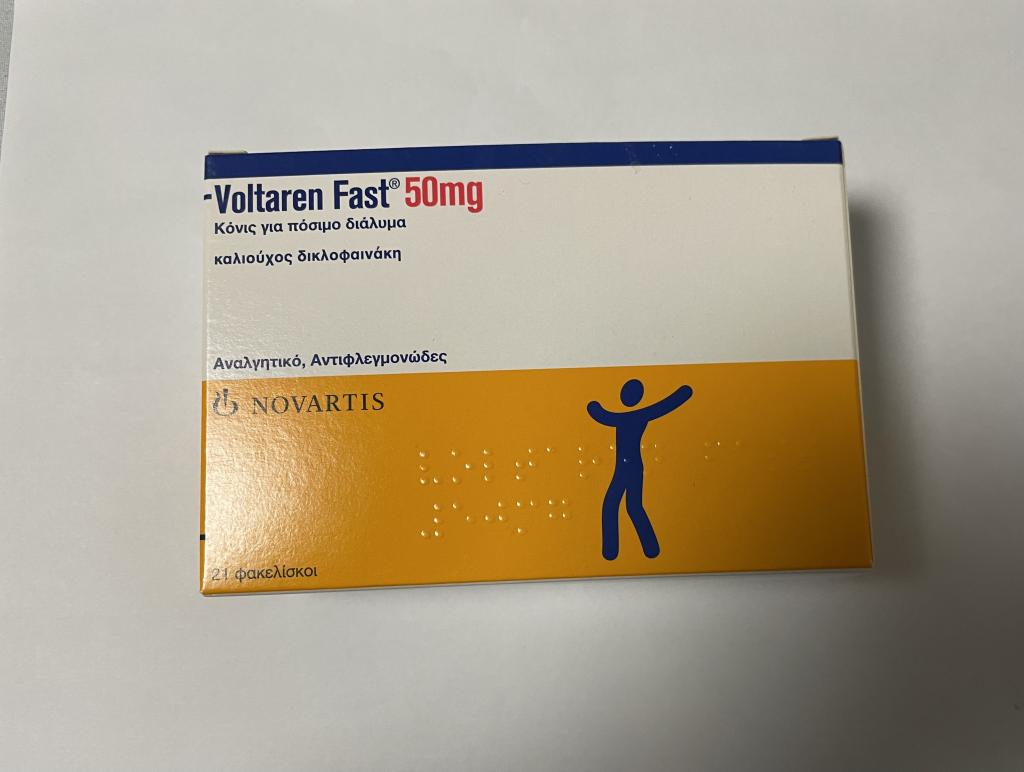 Voltaren Fast® 50mg
Κόνις για πόσιμο διάλυμα
καλιούχος δικλοφαινάκη
Αναλγητικό, Αντιφλεγμονώδες
NOVARTIS
21 φακελίσκοι